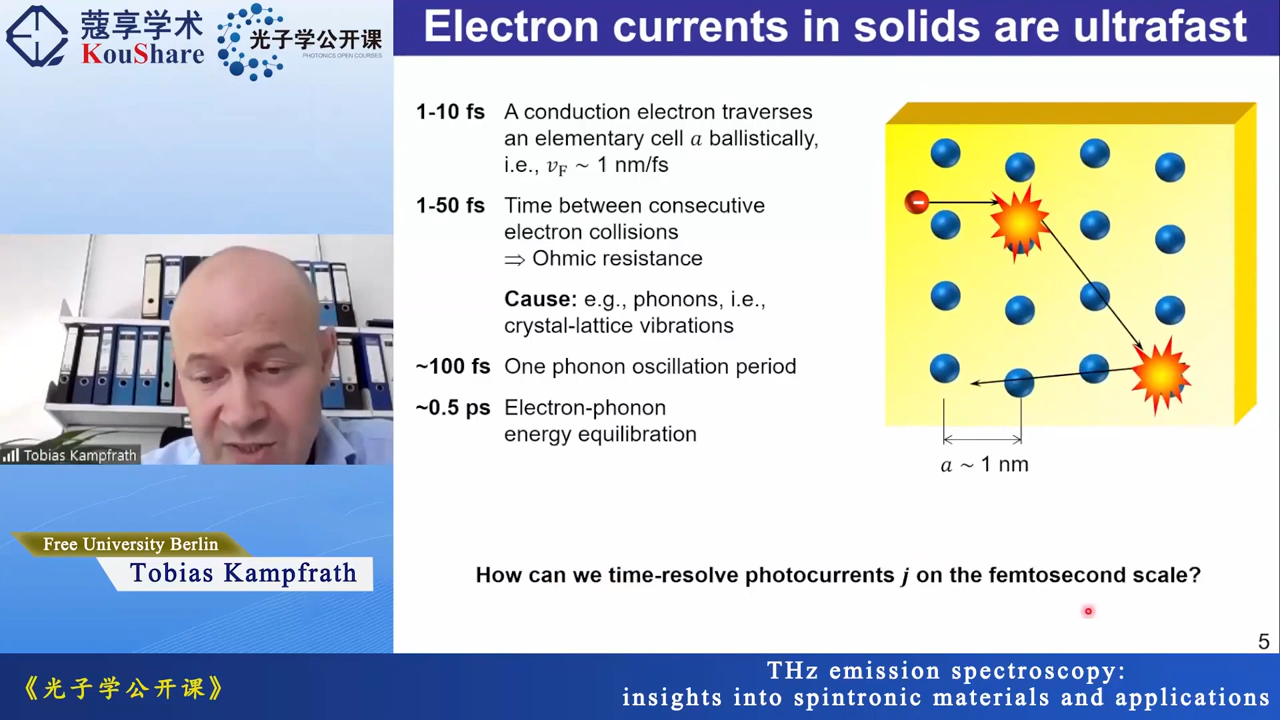 蔻享学术
KouShare
光子学公开课
PHOTONICS OPEN COURSES
Electron currents in solids are ultrafast
1-10 fs A conduction electron traverses
an elementary cell a ballistically,
i.e., vF ~ 1 nm/fs
1-50 fs Time between consecutive
electron collisions
⇒ Ohmic resistance
Cause: e.g., phonons, i.e.,
crystal-lattice vibrations
~100 fs One phonon oscillation period
~0.5 ps Electron-phonon
energy equilibration
a ~ 1 nm
How can we time-resolve photocurrents j on the femtosecond scale?
5
Tobias Kampfrath
Free University Berlin
Tobias Kampfrath
《光子学公开课》
THz emission spectroscopy:
insights into spintronic materials and applications